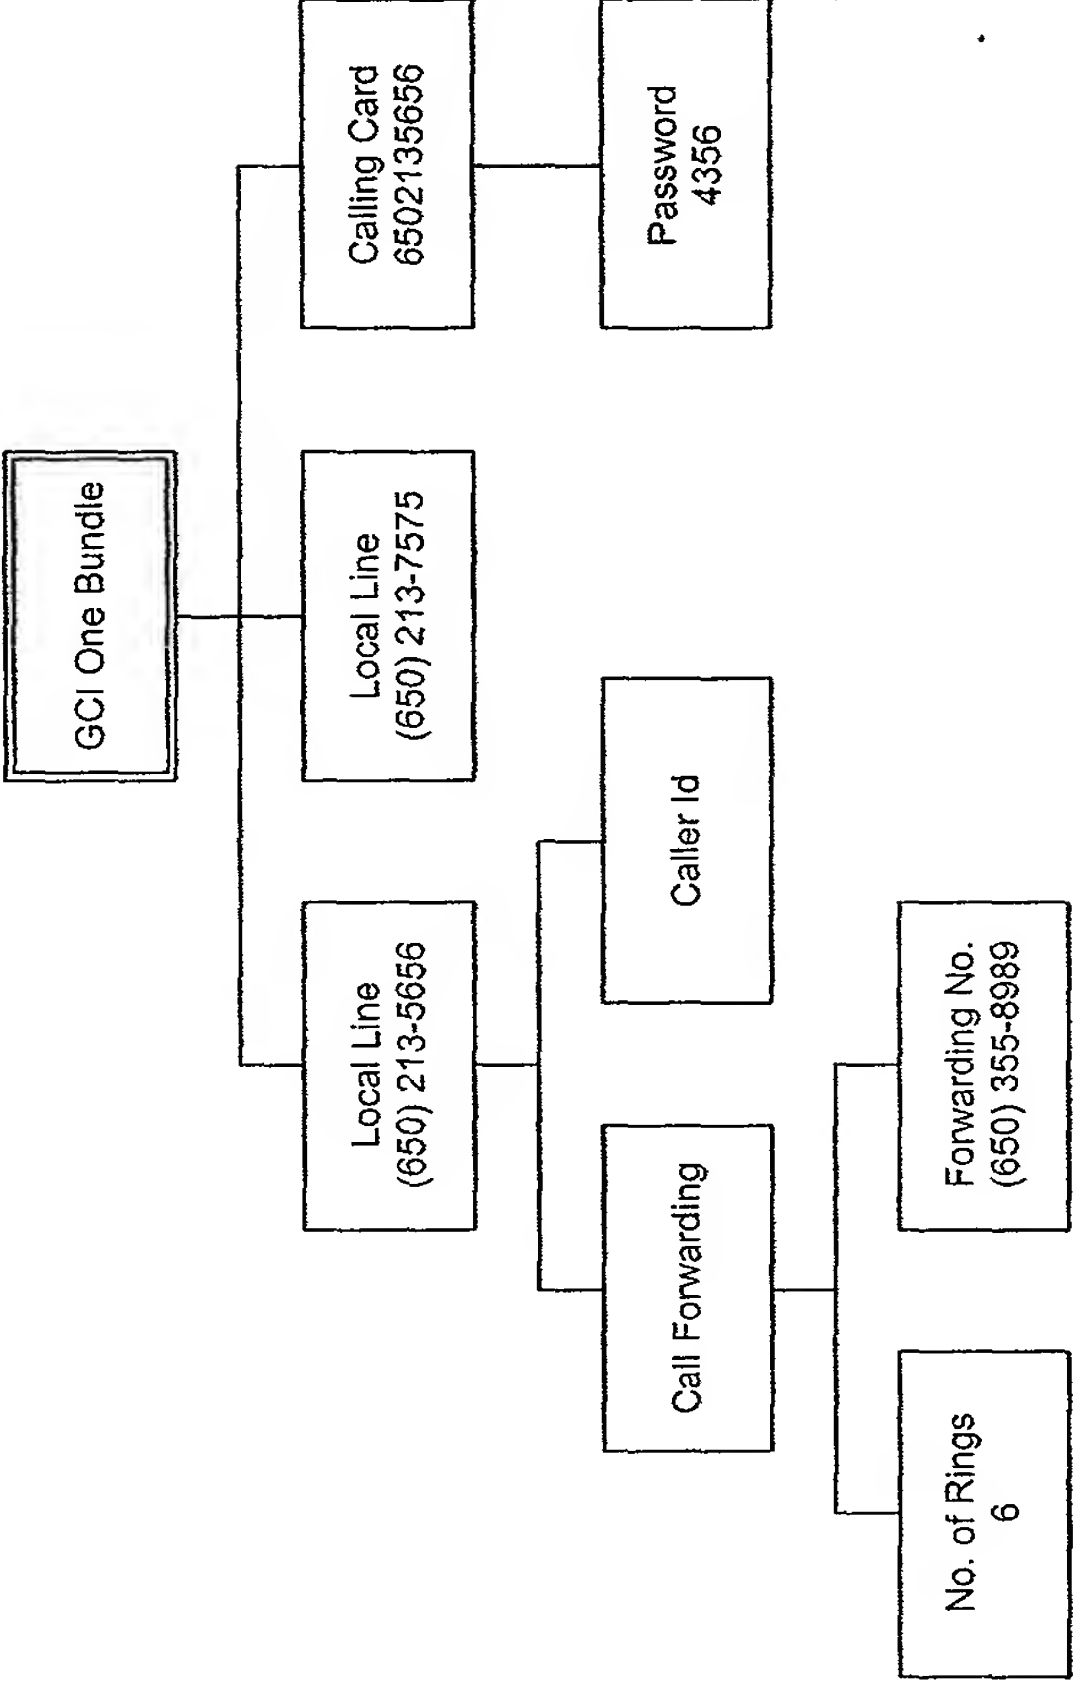 GCI One Bundle
Local Line
(650) 213-5656
Local Line
(650) 213-7575
Calling Card
6502135656
Call Forwarding
Caller Id
Password
4356
No. of Rings
6
Forwarding No.
(650) 355-8989